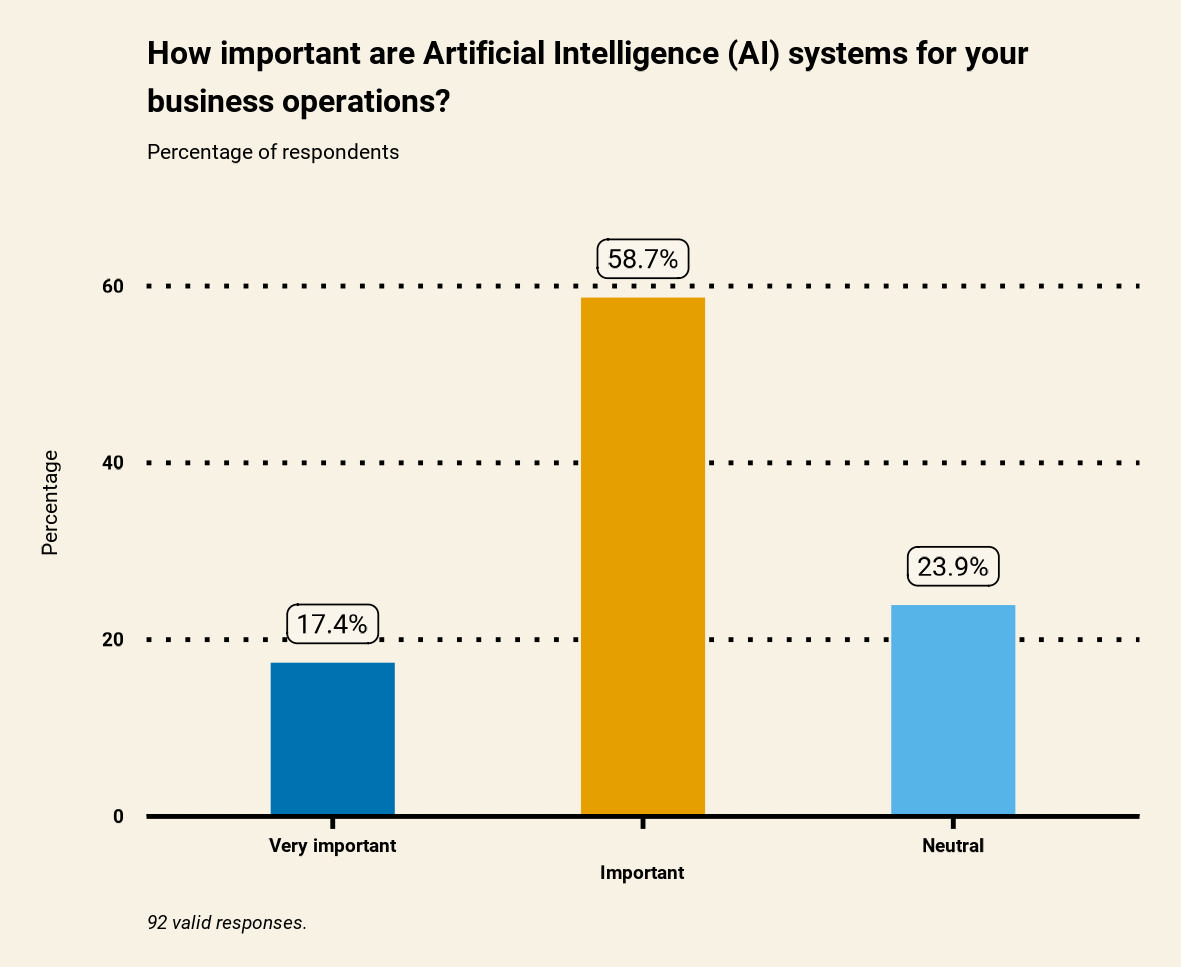 How important are Artificial Intelligence (AI) systems for your
business operations?
Percentage of respondents
58.7%
60
40
Percentage
23.9%
17.4%
20
0
Very important
Neutral
Important
92 valid responses.